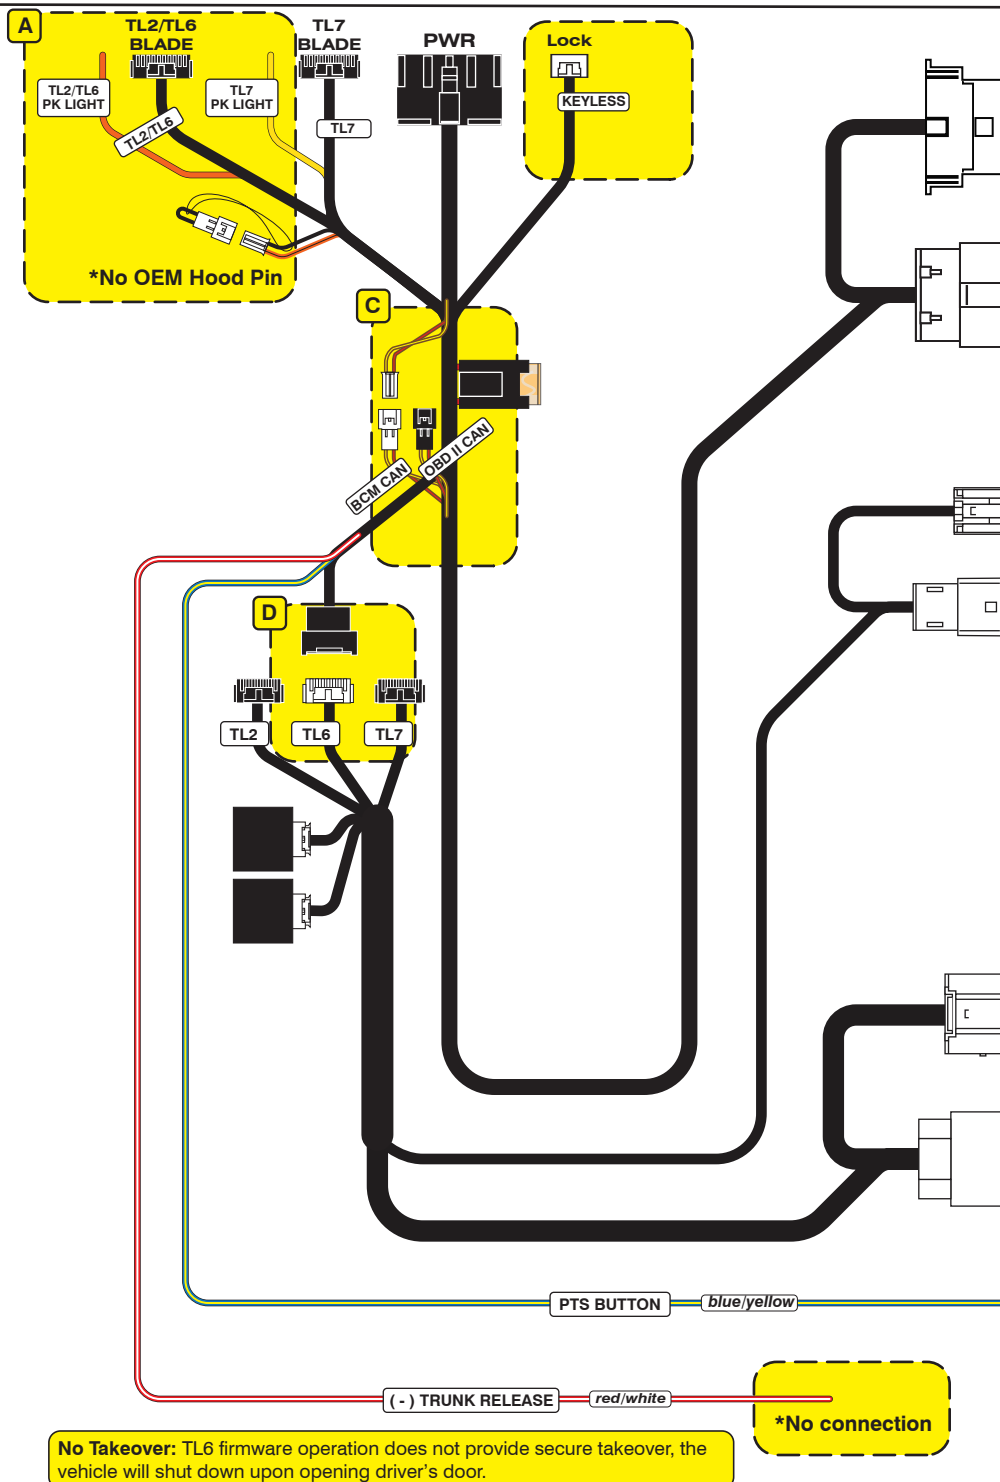 A
TL2/TL6
BLADE
TL7
BLADE
PWR
Lock
TL2/TL6
PK LIGHT
TL7
PK LIGHT
KEYLESS
TL2/TL6
TL7
*No OEM Hood Pin
C
BCM CAN
OBD II CAN
D
TL2
TL6
TL7
PTS BUTTON
blue/yellow
( - ) TRUNK RELEASE
red/white
*No connection
No Takeover: TL6 firmware operation does not provide secure takeover, the
vehicle will shut down upon opening driver's door.